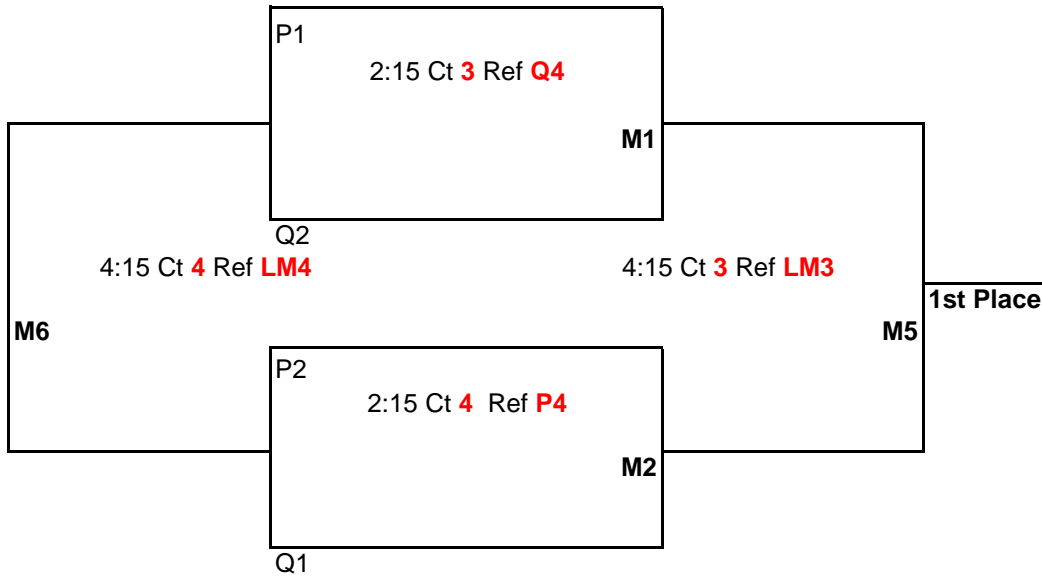 P1
2:15 Ct 3 Ref Q4
M1
Q2
4:15 Ct 4 Ref LM4
4:15 Ct 3 Ref LM3
1st Place
M6
M5
P2
2:15 Ct 4  Ref P4
M2
Q1